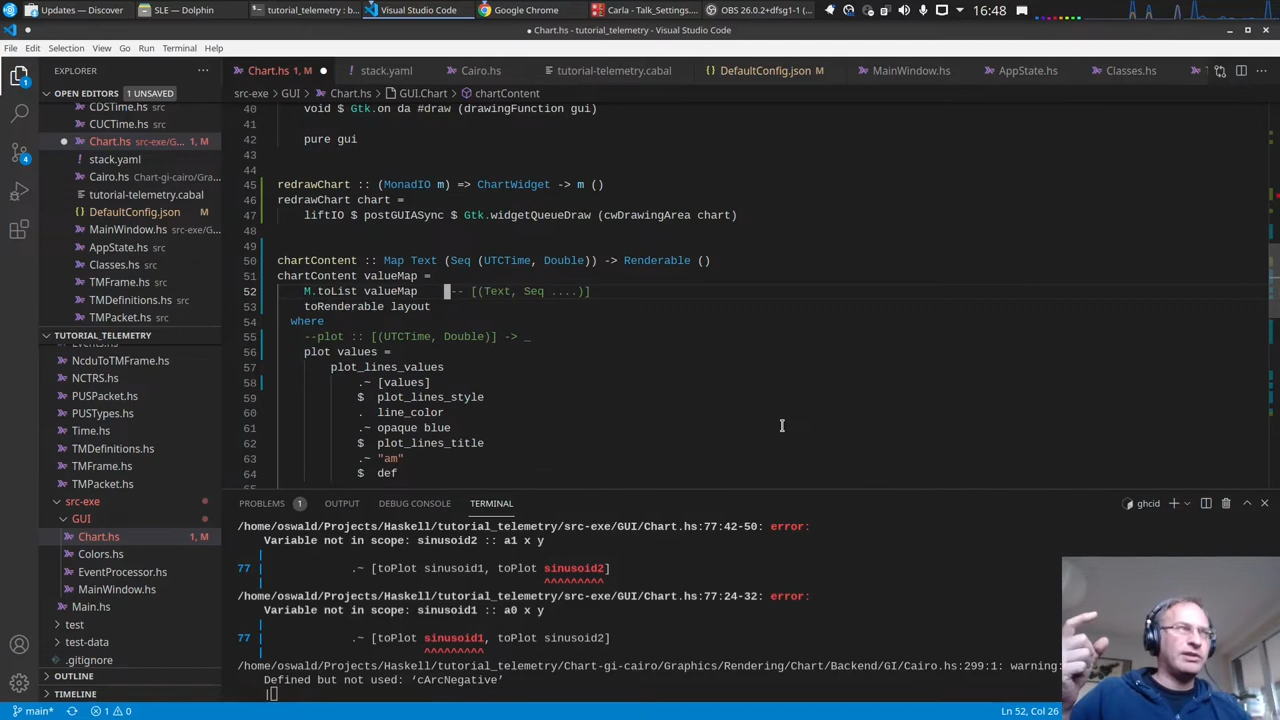 Updates — Discover
SLE — Dolphin
tutorial_telemetry : b...
Visual Studio Code
Google Chrome
Carla - Talk_Settings....
OBS 26.0.2+dfsg1-1 (...
16:48
● Chart.hs - tutorial_telemetry - Visual Studio Code
File Edit Selection View Go Run Terminal Help
EXPLORER
Chart.hs 1, M ●
stack.yaml
Cairo.hs
tutorial-telemetry.cabal
DefaultConfig.json M
MainWindow.hs
AppState.hs
Classes.hs
OPEN EDITORS 1 UNSAVED
src-exe > GUI > Chart.hs > GUI.Chart > chartContent
CDSTime.hs src
CUCTime.hs src
Chart.hs src-exe/G... 1, M
stack.yaml
Cairo.hs Chart-gi-cairo/Gra...
tutorial-telemetry.cabal
DefaultConfig.json M
MainWindow.hs src-exe/G...
AppState.hs src
Classes.hs src
TMFrame.hs src
TMDefinitions.hs src
TMPacket.hs src
TUTORIAL_TELEMETRY
NcduToTMFrame.hs
NCTRS.hs
PUSPacket.hs
PUSTypes.hs
Time.hs
TMDefinitions.hs
TMFrame.hs
TMPacket.hs
src-exe
GUI
Chart.hs 1, M
Colors.hs
EventProcessor.hs
MainWindow.hs
Main.hs
test
test-data
.gitignore
OUTLINE
TIMELINE
40 void $ Gtk.on da #draw (drawingFunction gui)
41
42 pure gui
43
44
45 redrawChart :: (MonadIO m) => ChartWidget -> m ()
46 redrawChart chart =
47 liftIO $ postGUIASync $ Gtk.widgetQueueDraw (cwDrawingArea chart)
48
49
50 chartContent :: Map Text (Seq (UTCTime, Double)) -> Renderable ()
51 chartContent valueMap =
52 M.toList valueMap -- [(Text, Seq ....)]
53 toRenderable layout
54 where
55 --plot :: [(UTCTime, Double)] -> _
56 plot values =
57 plot_lines_values
58 .~ [values]
59 $ plot_lines_style
60 . line_color
61 .~ opaque blue
62 $ plot_lines_title
63 .~ "am"
64 $ def
PROBLEMS 1 OUTPUT DEBUG CONSOLE TERMINAL
ghcid
/home/oswald/Projects/Haskell/tutorial_telemetry/src-exe/GUI/Chart.hs:77:42-50: error:
Variable not in scope: sinusoid2 :: a1 x y
|
77 | .~ [toPlot sinusoid1, toPlot sinusoid2]
| ^^^^^^^^^
/home/oswald/Projects/Haskell/tutorial_telemetry/src-exe/GUI/Chart.hs:77:24-32: error:
Variable not in scope: sinusoid1 :: a0 x y
|
77 | .~ [toPlot sinusoid1, toPlot sinusoid2]
| ^^^^^^^^^
/home/oswald/Projects/Haskell/tutorial_telemetry/Chart-gi-cairo/Graphics/Rendering/Chart/Backend/GI/Cairo.hs:299:1: warning:
Defined but not used: ‘cArcNegative’
|
main* 1 0
Ln 52, Col 26